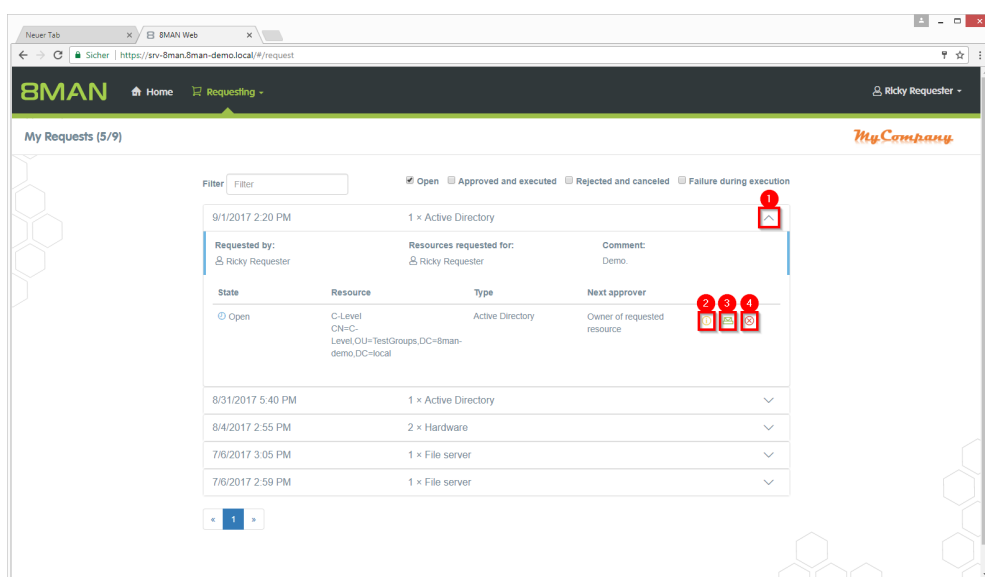 Neuer Tab
8MAN Web
Sicher
https://srv-8man.8man-demo.local/#/request
8MAN
Home
Requesting
Ricky Requester
My Requests (5/9)
My.Company
Filter
Filter
Open
Approved and executed
Rejected and canceled
Failure during execution
1
9/1/2017 2:20 PM
1 × Active Directory
Requested by:
Resources requested for:
Comment:
Ricky Requester
Ricky Requester
Demo.
State
Resource
Type
Next approver
2
3
4
Open
C-Level
CN=C-
Level,OU=TestGroups,DC=8man-
demo,DC=local
Active Directory
Owner of requested
resource
8/31/2017 5:40 PM
1 × Active Directory
8/4/2017 2:55 PM
2 × Hardware
7/6/2017 3:05 PM
1 × File server
7/6/2017 2:59 PM
1 × File server
«
1
»